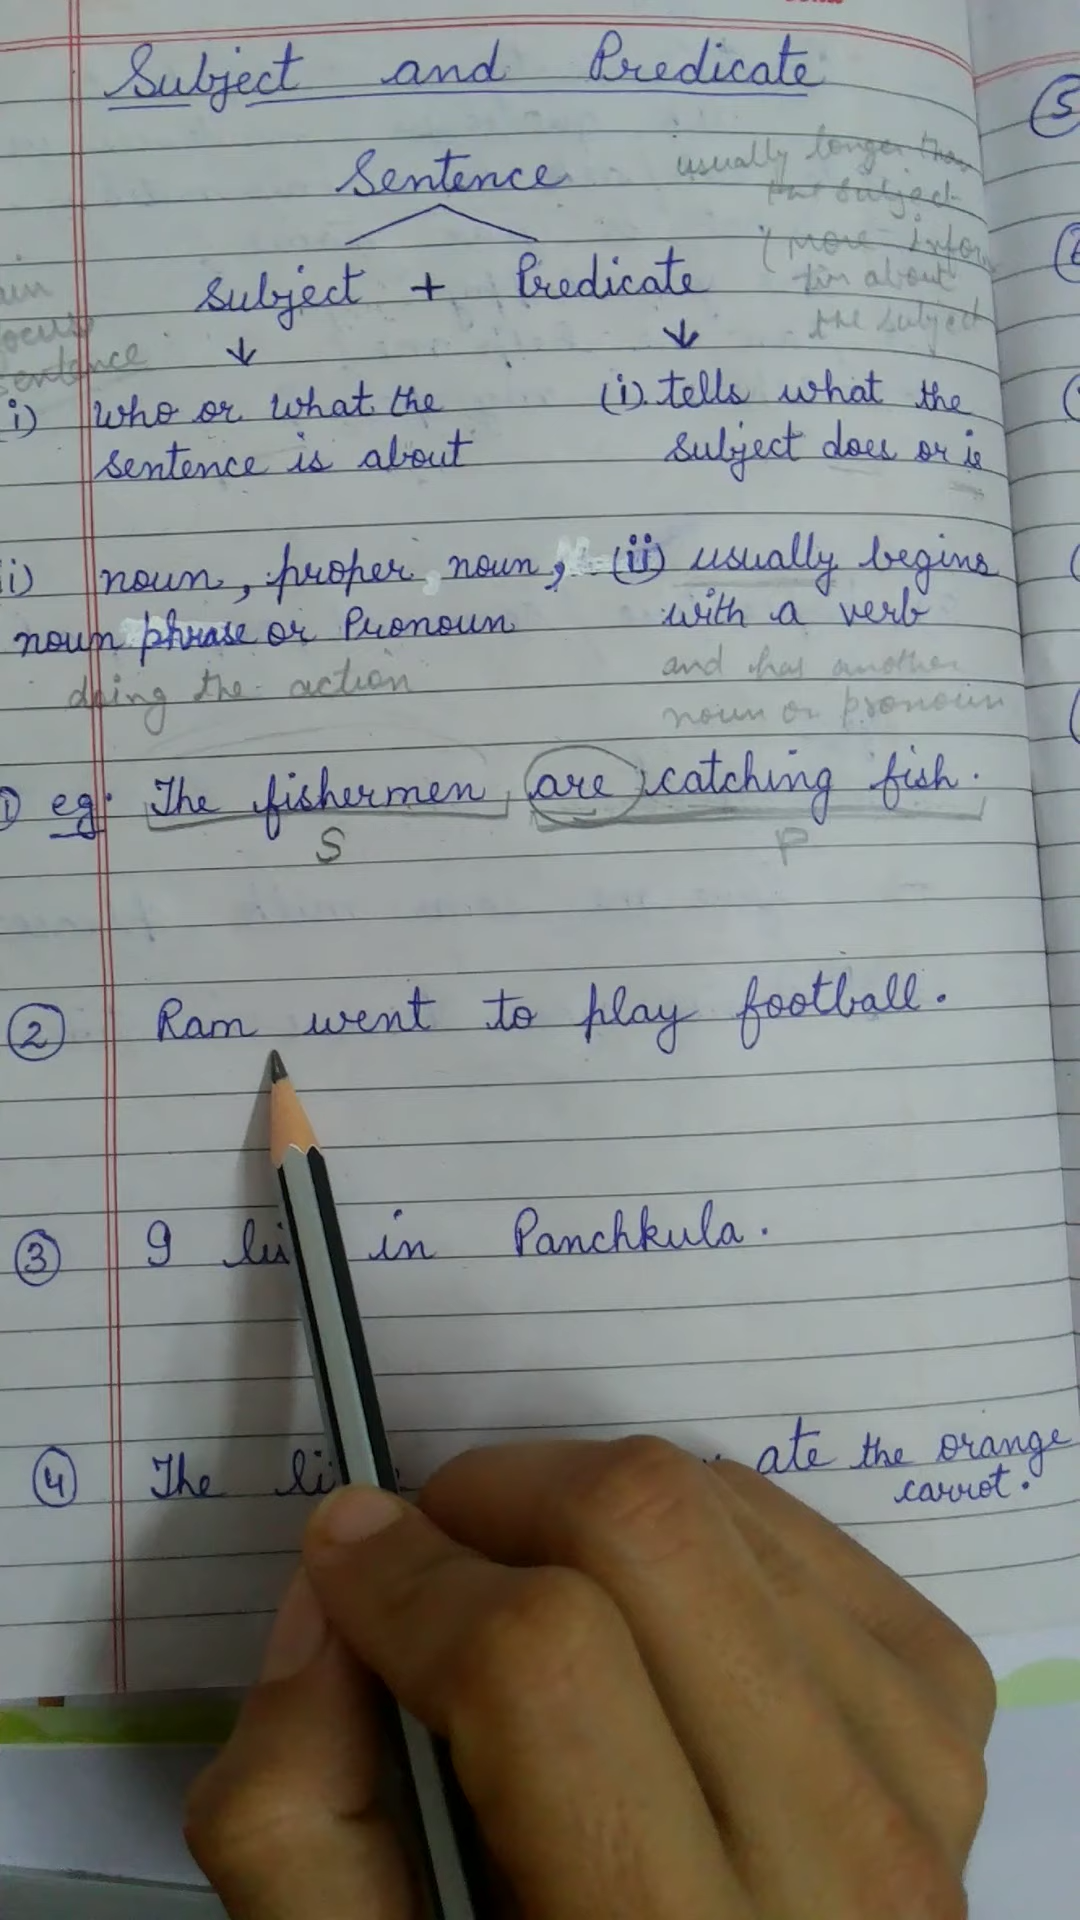 Subject and Predicate
Sentence
usually longer than
the subject
(more infor
tin about
the subject
Subject + Predicate
↓ ↓
focus
sentence
i) Who or what the
sentence is about
(i). tells what the
subject does or is
i) noun, proper noun,
noun phrase or Pronoun
doing the action
(ii) usually begins
with a verb
and has another
noun or pronoun
① eg. The fishermen are catching fish.
S P
② Ram went to play football.
③ I in Panchkula.
④ The ate the orange
carrot.
5